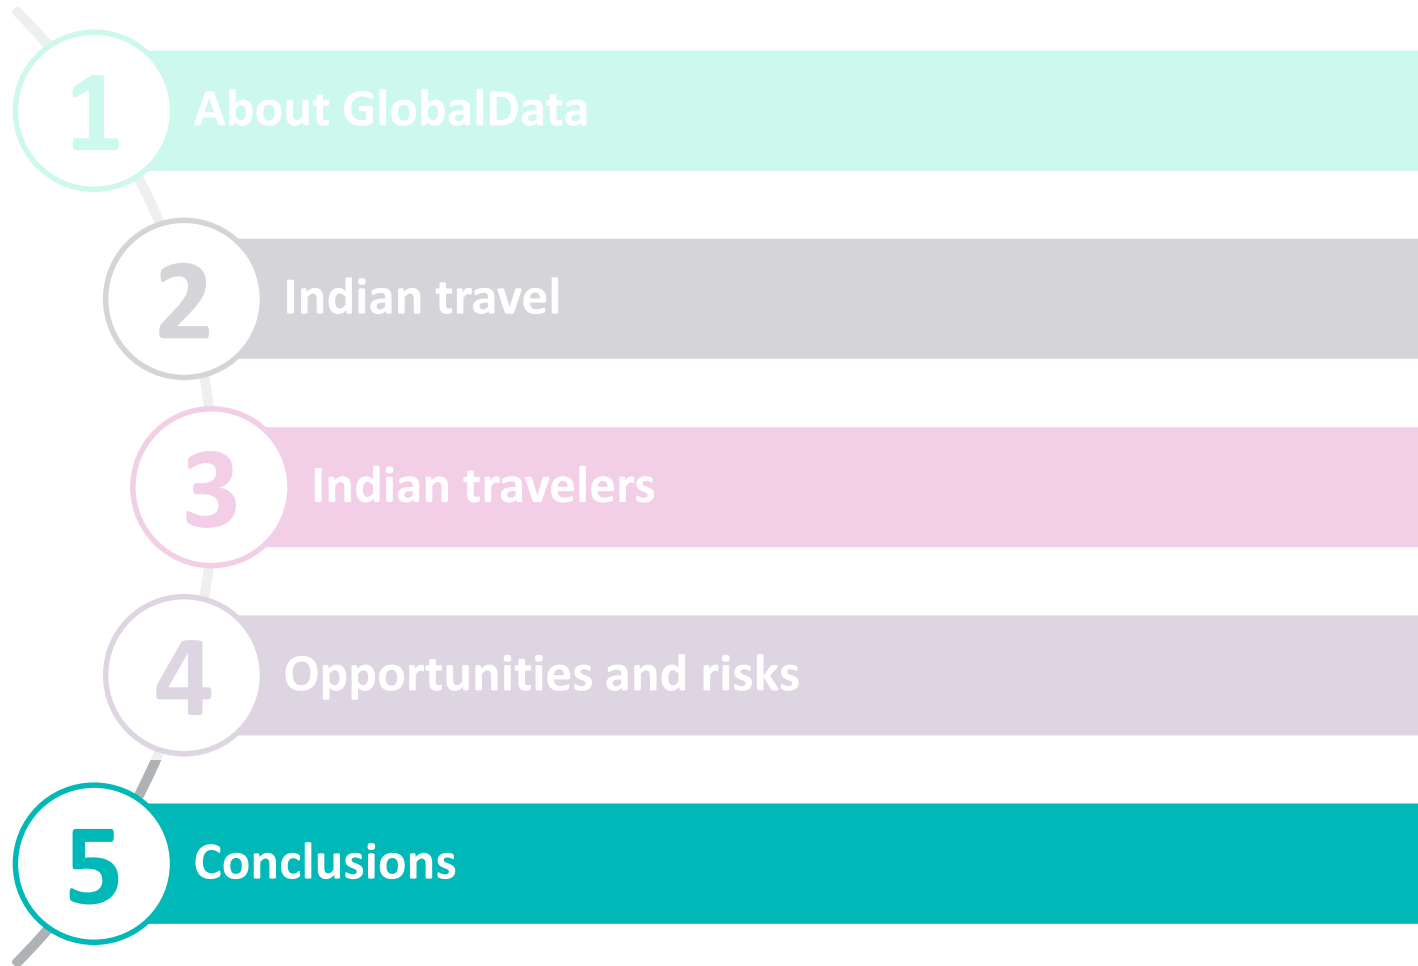 1 About GlobalData
2 Indian travel
3 Indian travelers
4 Opportunities and risks
5 Conclusions